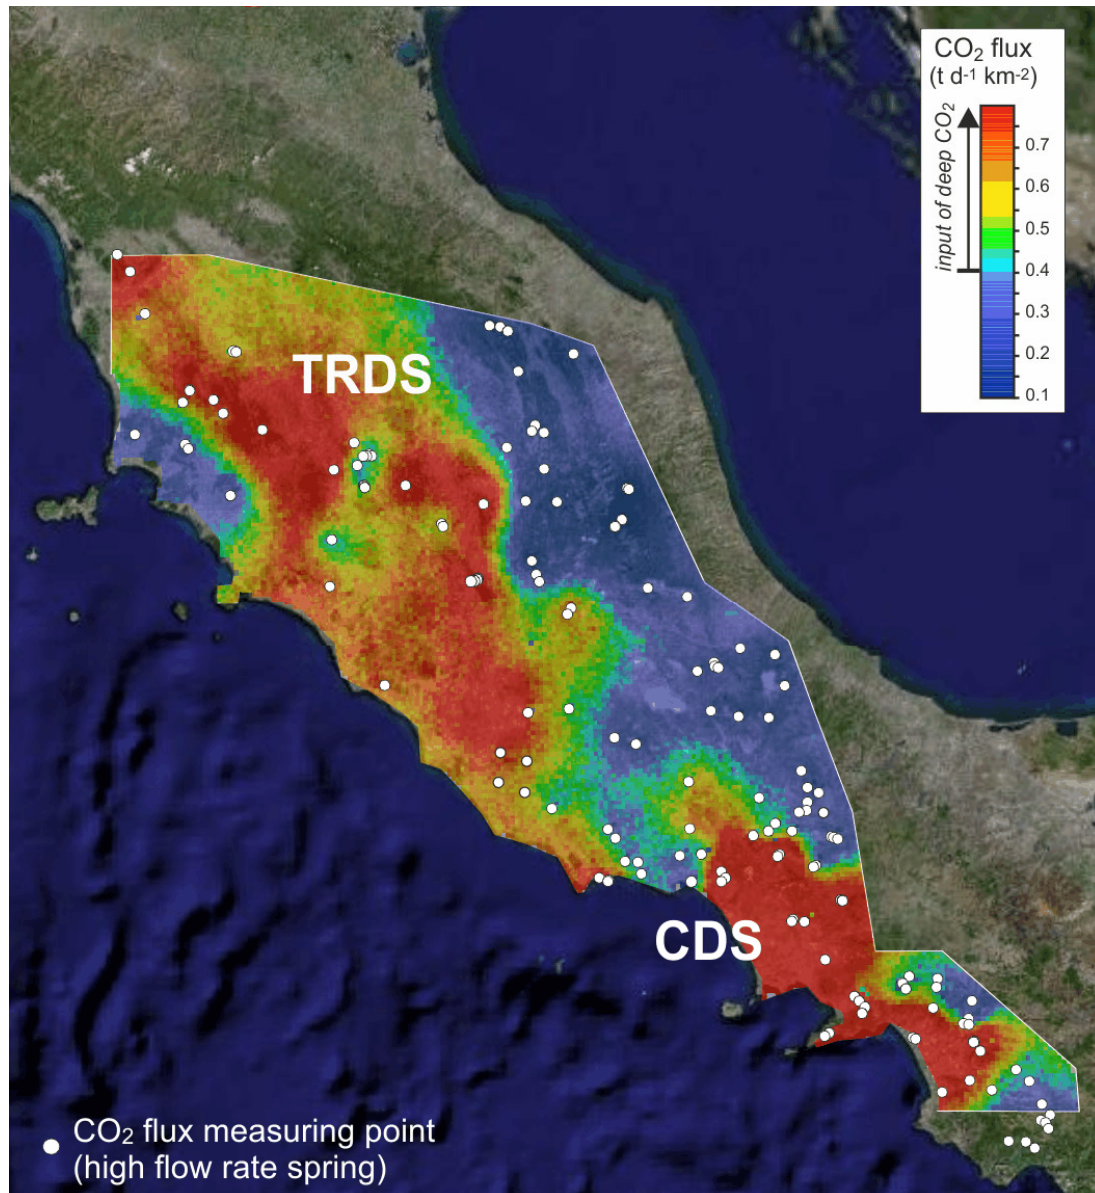 CO₂ flux
(t d-1 km-2)
input of deep CO₂
0.7
0.6
0.5
0.4
0.3
0.2
0.1
TRDS
CDS
CO₂ flux measuring point
(high flow rate spring)